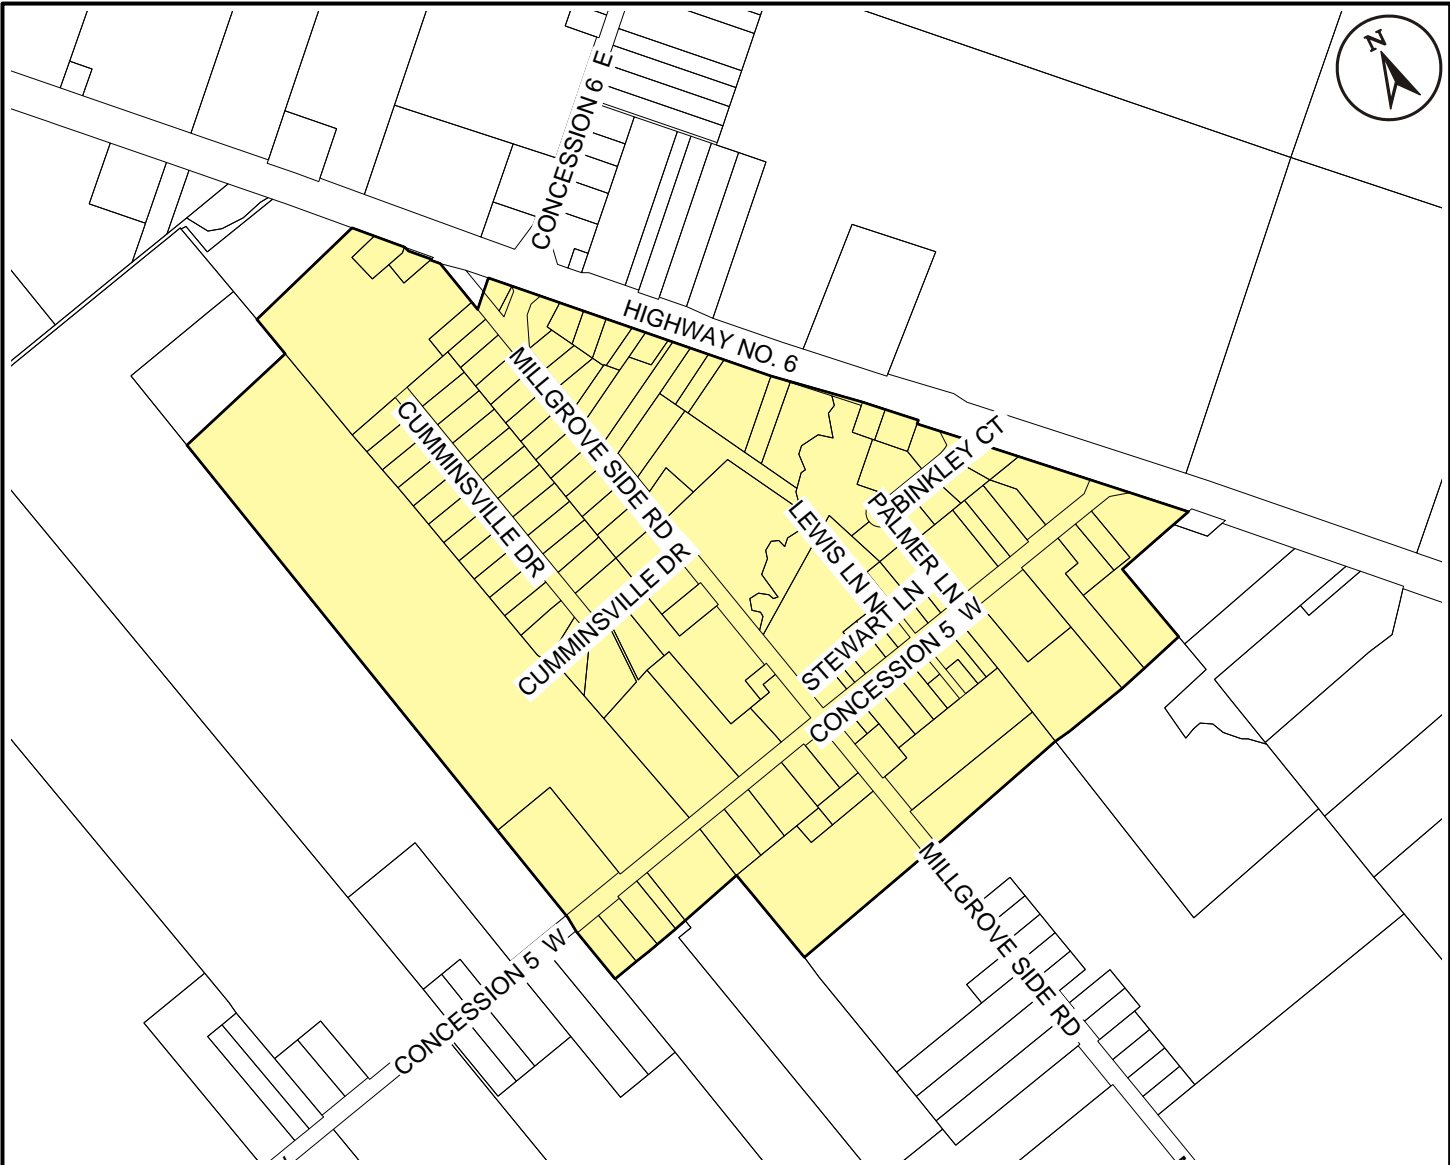 N
CONCESSION 6 E
HIGHWAY NO. 6
MILLGROVE SIDE RD
CUMMINSVILLE DR
BINKLEY CT
PALMER LN
LEWIS LN N
CUMMINSVILLE DR
STEWART LN
CONCESSION 5 W
MILLGROVE SIDE RD
CONCESSION 5 W